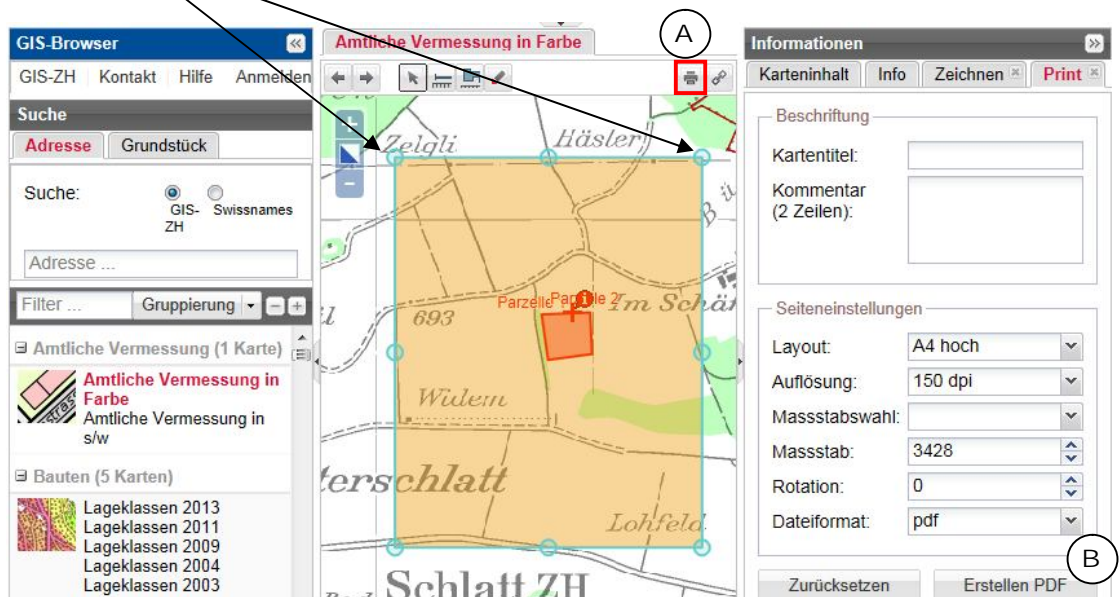 GIS-Browser
GIS-ZH Kontakt Hilfe Anmelden
Suche
Adresse Grundstück
Suche:
GIS-ZH
Swissnames
Adresse ...
Filter ... Gruppierung
Amtliche Vermessung (1 Karte)
Amtliche Vermessung in
Farbe
Amtliche Vermessung in
s/w
Bauten (5 Karten)
Lageklassen 2013
Lageklassen 2011
Lageklassen 2009
Lageklassen 2004
Lageklassen 2003
Amtliche Vermessung in Farbe
A
Zelgli
Häsler
Bü
Parzelle
2
Im Schä
693
Widem
terschlatt
Lohfeld
Schlatt ZH
Informationen
Karteninhalt Info Zeichnen Print
Beschriftung
Kartentitel:
Kommentar
(2 Zeilen):
Seiteneinstellungen
Layout: A4 hoch
Auflösung: 150 dpi
Massstabswahl:
Massstab: 3428
Rotation: 0
Dateiformat: pdf
B
Zurücksetzen Erstellen PDF